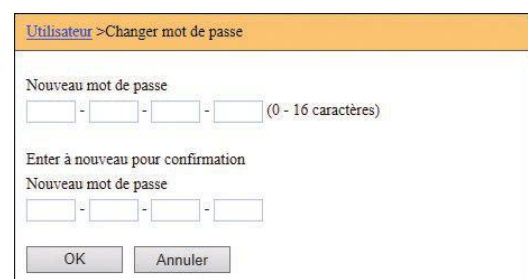 Utilisateur >Changer mot de passe
Nouveau mot de passe
- - - (0 - 16 caractères)
Enter à nouveau pour confirmation
Nouveau mot de passe
- - -
OK Annuler